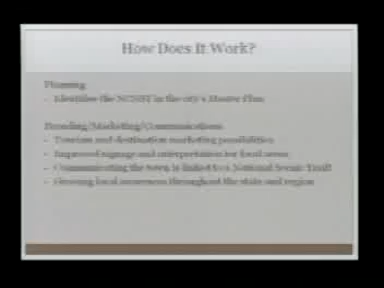 How Does It Work?
Planning
- Identifies the NCNST in the city's Master Plan
Branding/Marketing/Communications
- Tourism and destination marketing possibilities
- Improved signage and interpretation for local areas
- Communicating the town is linked to a National Scenic Trail!
- Growing local awareness throughout the state and region